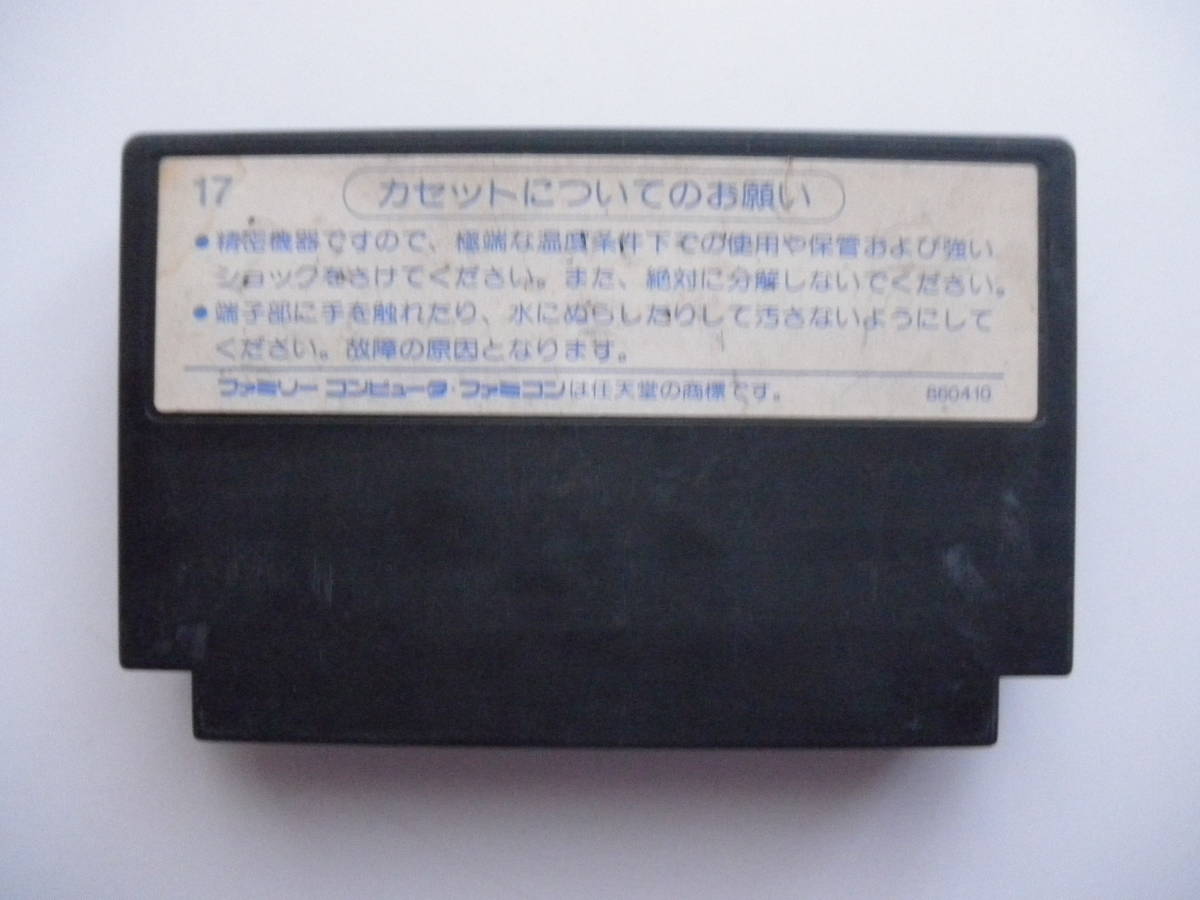 17
カセットについてのお願い
● 精密機器ですので、極端な温度条件下での使用や保管および強い
ショックをさけてください。また、絶対に分解しないでください。
● 端子部に手を触れたり、水にぬらしたりして汚さないようにして
ください。故障の原因となります。
ファミリー コンピュータ・ファミコンは任天堂の商標です。
860410